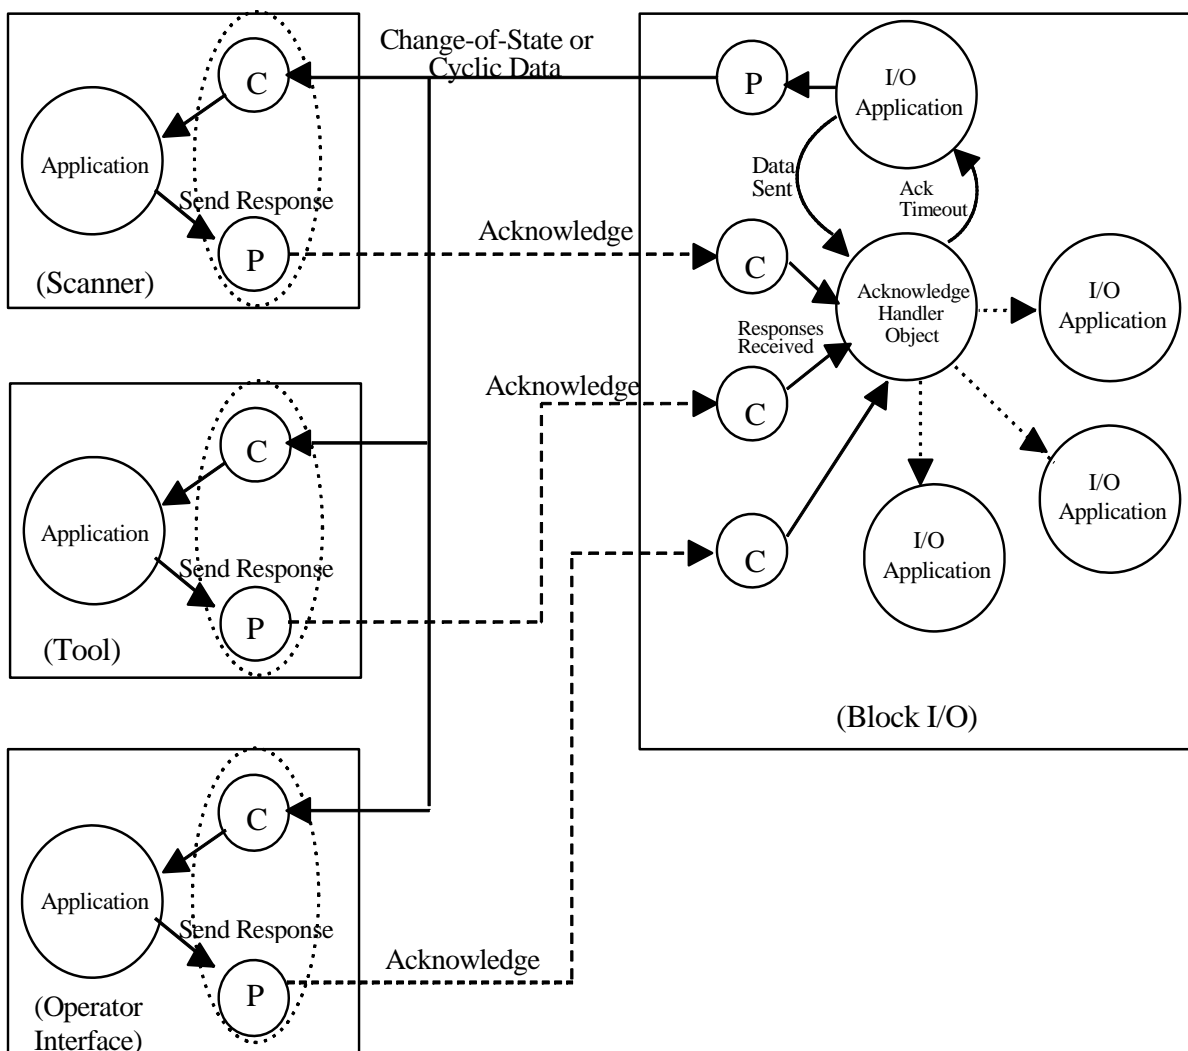 Change-of-State or
Cyclic Data
C
Application
Send Response
P
(Scanner)
Acknowledge
C
Application
Send Response
P
(Tool)
Acknowledge
C
Application
Send Response
P
(Operator
Interface)
Acknowledge
P
I/O
Application
Data
Sent
Ack
Timeout
C
Acknowledge
Handler
Object
Responses
Received
C
C
I/O
Application
I/O
Application
I/O
Application
(Block I/O)